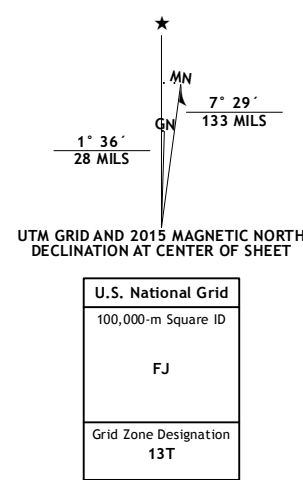 ★
MN
7° 29´
133 MILS
GN
1° 36´
28 MILS
UTM GRID AND 2015 MAGNETIC NORTH
DECLINATION AT CENTER OF SHEET
U.S. National Grid
100,000-m Square ID
FJ
Grid Zone Designation
13T